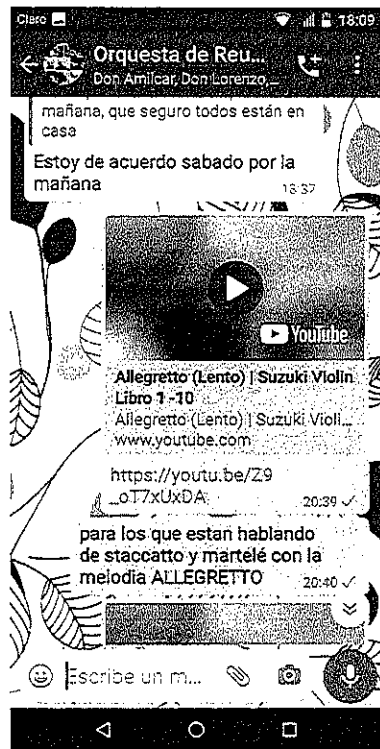 Claro 18:09
Orquesta de Reu...
Don Amilcar, Don Lorenzo...
mañana, que seguro todos están en
casa
Estoy de acuerdo sabado por la
mañana
18:37
YouTube
Allegretto (Lento) | Suzuki Violin
Libro 1 -10
Allegretto (Lento) | Suzuki Violi...
www.youtube.com
https://youtu.be/Z9
_oT7xUxDA
20:39
para los que estan hablando
de staccatto y martelé con la
melodia ALLEGRETTO
20:40
Escribe un m...